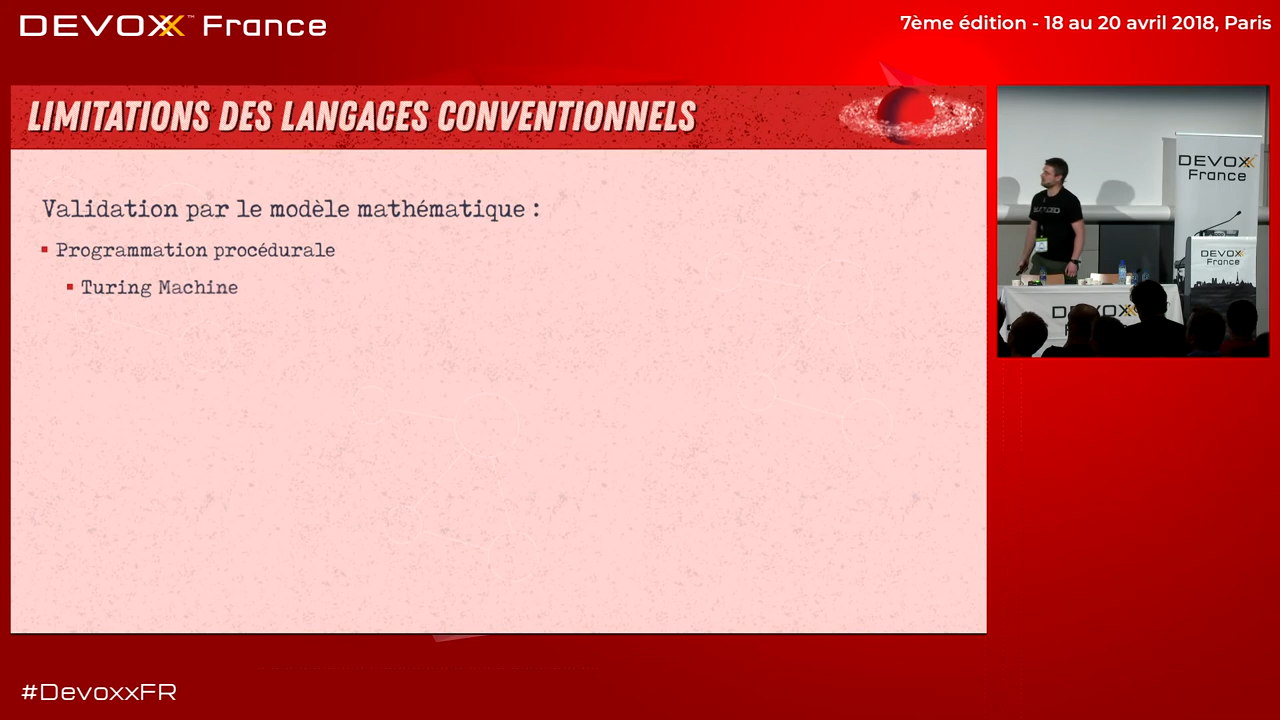 DEVOXX™ France
7ème édition - 18 au 20 avril 2018, Paris
LIMITATIONS DES LANGAGES CONVENTIONNELS
Validation par le modèle mathématique :
Programmation procédurale
Turing Machine
DEVOXX
France
DEVOXX
France
DEVOXX
#DevoxxFR